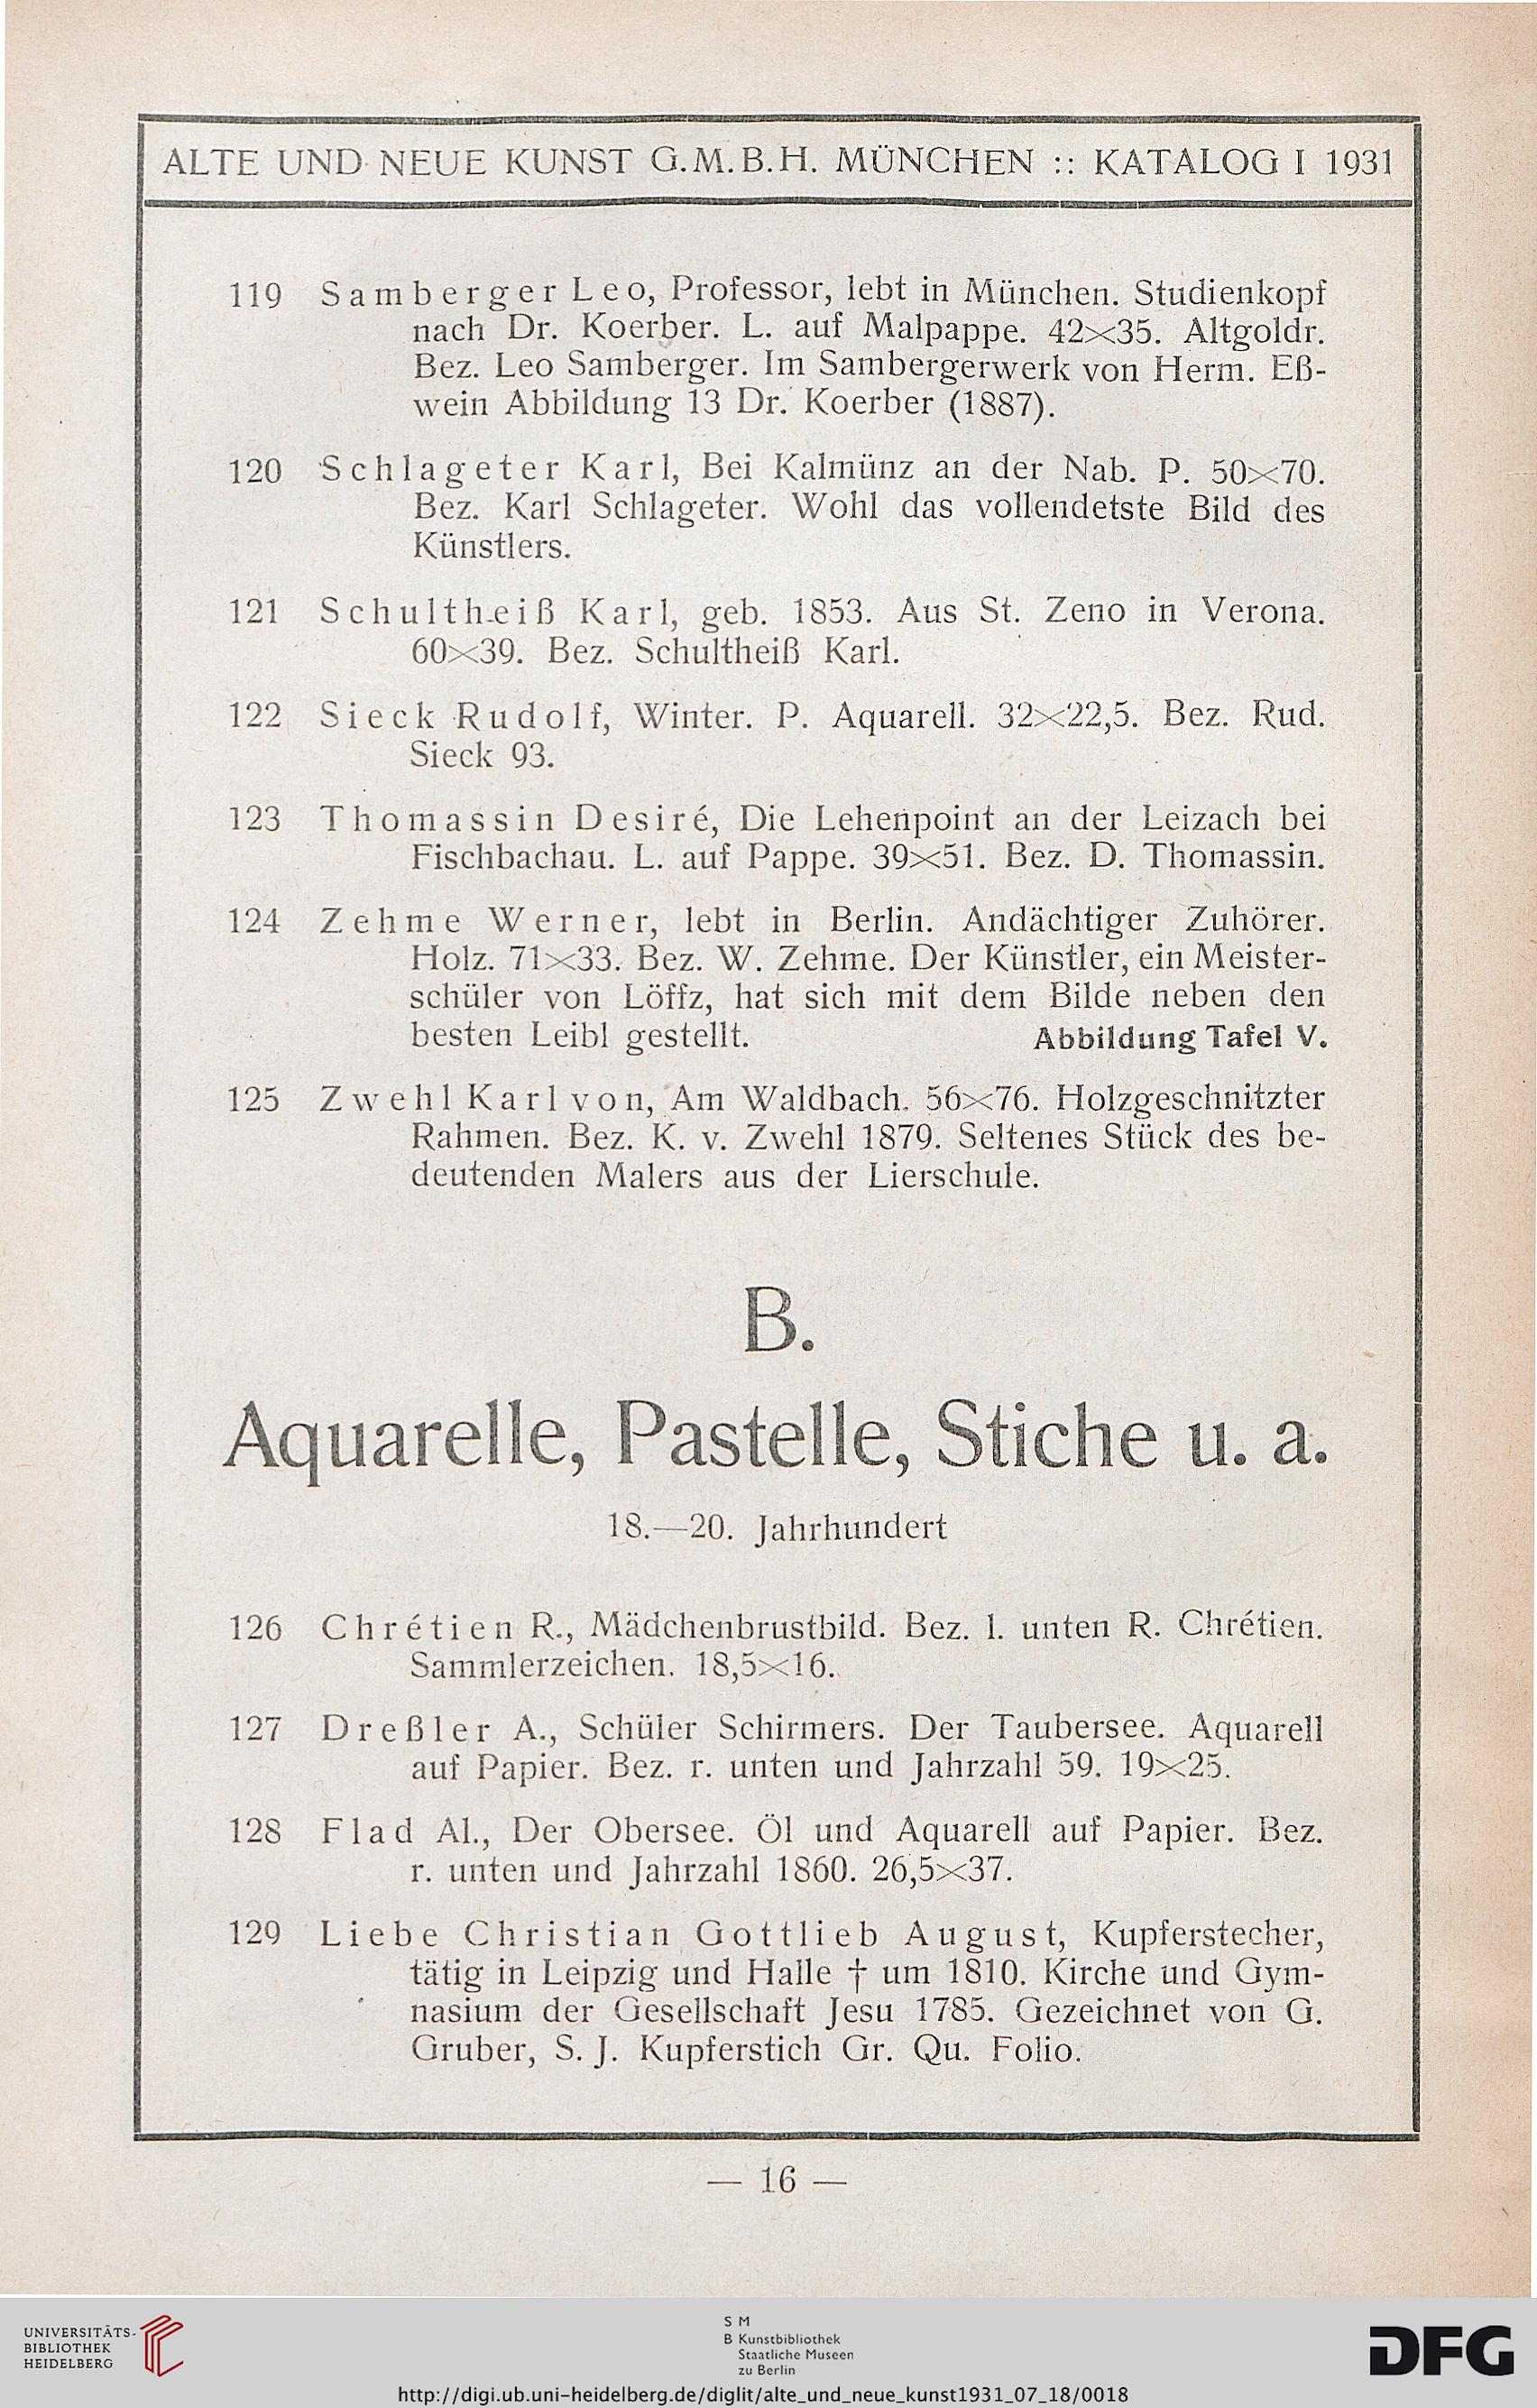 ALTE UND NEUE KUNST G.M.B.H. MÜNCHEN :: KATALOG I 1931
119 Samberger Leo, Professor, lebt in München. Studienkopf
nach Dr. Koerber. L. auf Malpappe. 42×35. Altgoldr.
Bez. Leo Samberger. Im Sambergerwerk von Herm. Eß-
wein Abbildung 13 Dr. Koerber (1887).
120 Schlageter Karl, Bei Kalmünz an der Nab. P. 50×70.
Bez. Karl Schlageter. Wohl das vollendetste Bild des
Künstlers.
121 Schultheiß Karl, geb. 1853. Aus St. Zeno in Verona.
60×39. Bez. Schultheiß Karl.
122 Sieck Rudolf, Winter. P. Aquarell. 32×22,5. Bez. Rud.
Sieck 93.
123 Thomassin Desiré, Die Lehenpoint an der Leizach bei
Fischbachau. L. auf Pappe. 39×51. Bez. D. Thomassin.
124 Zehme Werner, lebt in Berlin. Andächtiger Zuhörer.
Holz. 71×33. Bez. W. Zehme. Der Künstler, ein Meister-
schüler von Löffz, hat sich mit dem Bilde neben den
besten Leibl gestellt. Abbildung Tafel V.
125 Zwehl Karl von, Am Waldbach. 56×76. Holzgeschnitzter
Rahmen. Bez. K. v. Zwehl 1879. Seltenes Stück des be-
deutenden Malers aus der Lierschule.
B.
Aquarelle, Pastelle, Stiche u. a.
18.—20. Jahrhundert
126 Chrétien R., Mädchenbrustbild. Bez. l. unten R. Chrétien.
Sammlerzeichen. 18,5×16.
127 Dreßler A., Schüler Schirmers. Der Taubersee. Aquarell
auf Papier. Bez. r. unten und Jahrzahl 59. 19×25.
128 Flad Al., Der Obersee. Öl und Aquarell auf Papier. Bez.
r. unten und Jahrzahl 1860. 26,5×37.
129 Liebe Christian Gottlieb August, Kupferstecher,
tätig in Leipzig und Halle † um 1810. Kirche und Gym-
nasium der Gesellschaft Jesu 1785. Gezeichnet von G.
Gruber, S. J. Kupferstich Gr. Qu. Folio.
— 16 —
UNIVERSITÄTS-
BIBLIOTHEK
HEIDELBERG
S M
B Kunstbibliothek
Staatliche Museen
zu Berlin
DFG
http://digi.ub.uni-heidelberg.de/diglit/alte_und_neue_kunst1931_07_18/0018